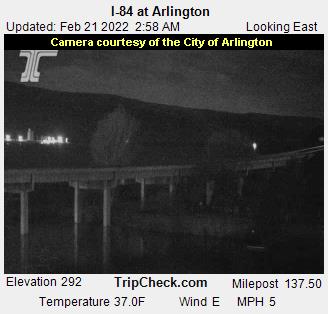 I-84 at Arlington
Updated: Feb 21 2022 2:58 AM Looking East
Camera courtesy of the City of Arlington
Elevation 292 TripCheck.com Milepost 137.50
Temperature 37.0F Wind E MPH 5